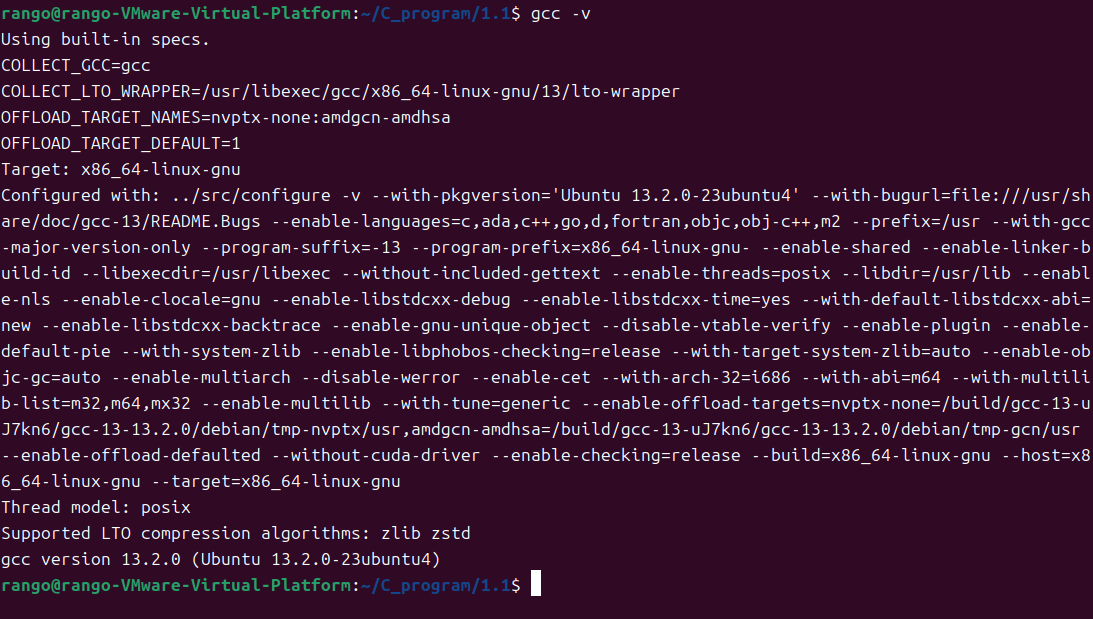 rango@rango-VMware-Virtual-Platform:~/C_program/1.1$ gcc -v
Using built-in specs.
COLLECT_GCC=gcc
COLLECT_LTO_WRAPPER=/usr/libexec/gcc/x86_64-linux-gnu/13/lto-wrapper
OFFLOAD_TARGET_NAMES=nvptx-none:amdgcn-amdhsa
OFFLOAD_TARGET_DEFAULT=1
Target: x86_64-linux-gnu
Configured with: ../src/configure -v --with-pkgversion='Ubuntu 13.2.0-23ubuntu4' --with-bugurl=file:///usr/sh
are/doc/gcc-13/README.Bugs --enable-languages=c,ada,c++,go,d,fortran,objc,obj-c++,m2 --prefix=/usr --with-gcc
-major-version-only --program-suffix=-13 --program-prefix=x86_64-linux-gnu- --enable-shared --enable-linker-b
uild-id --libexecdir=/usr/libexec --without-included-gettext --enable-threads=posix --libdir=/usr/lib --enabl
e-nls --enable-clocale=gnu --enable-libstdcxx-debug --enable-libstdcxx-time=yes --with-default-libstdcxx-abi=
new --enable-libstdcxx-backtrace --enable-gnu-unique-object --disable-vtable-verify --enable-plugin --enable-
default-pie --with-system-zlib --enable-libphobos-checking=release --with-target-system-zlib=auto --enable-ob
jc-gc=auto --enable-multiarch --disable-werror --enable-cet --with-arch-32=i686 --with-abi=m64 --with-multili
b-list=m32,m64,mx32 --enable-multilib --with-tune=generic --enable-offload-targets=nvptx-none=/build/gcc-13-u
J7kn6/gcc-13-13.2.0/debian/tmp-nvptx/usr,amdgcn-amdhsa=/build/gcc-13-uJ7kn6/gcc-13-13.2.0/debian/tmp-gcn/usr
--enable-offload-defaulted --without-cuda-driver --enable-checking=release --build=x86_64-linux-gnu --host=x8
6_64-linux-gnu --target=x86_64-linux-gnu
Thread model: posix
Supported LTO compression algorithms: zlib zstd
gcc version 13.2.0 (Ubuntu 13.2.0-23ubuntu4)
rango@rango-VMware-Virtual-Platform:~/C_program/1.1$